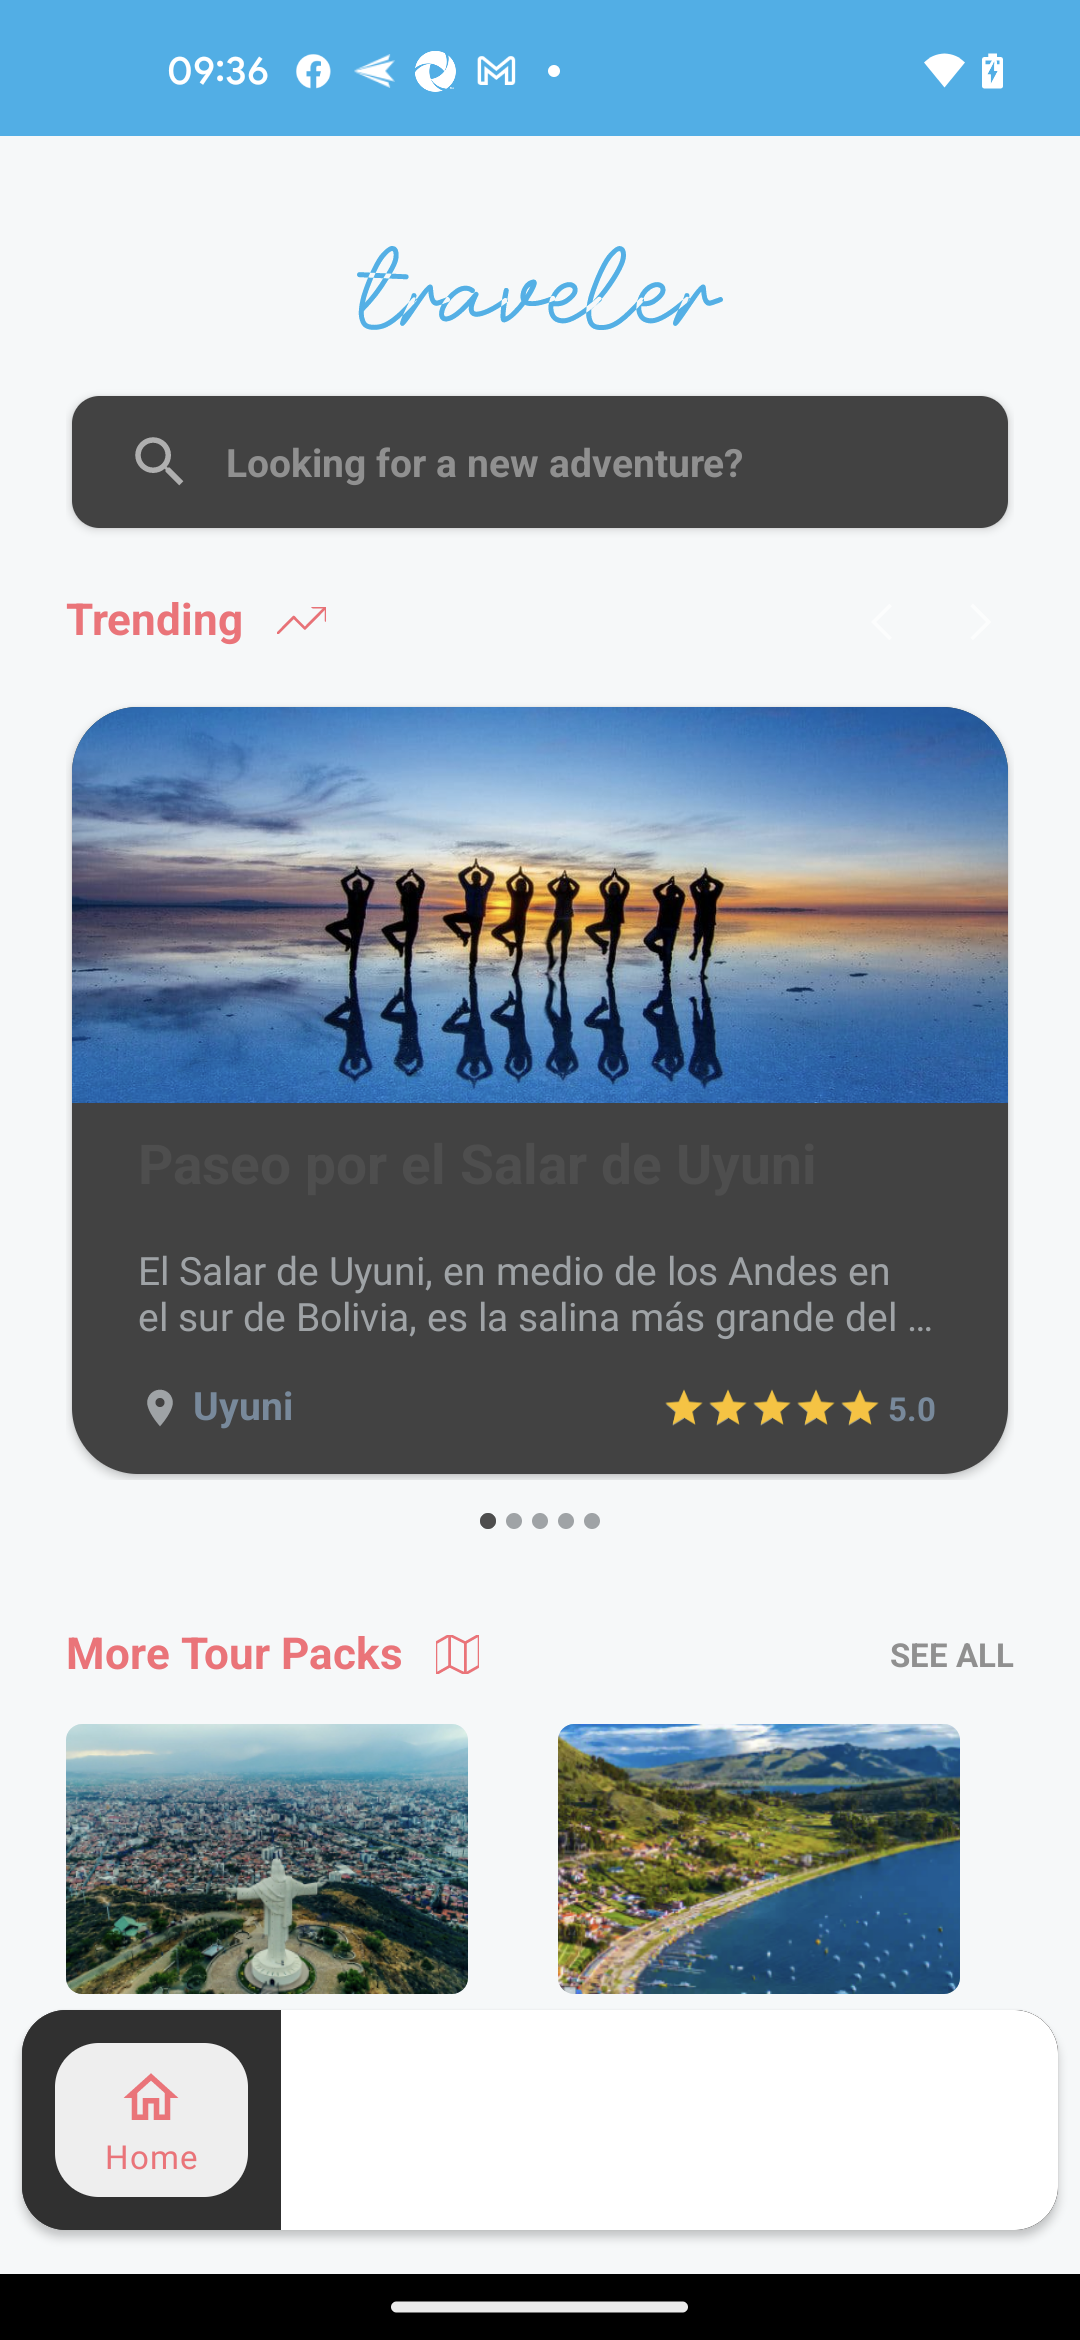 09:36
traveler
Looking for a new adventure?
Trending
Paseo por el Salar de Uyuni
El Salar de Uyuni, en medio de los Andes en
el sur de Bolivia, es la salina más grande del ...
Uyuni
5.0
More Tour Packs
SEE ALL
Home